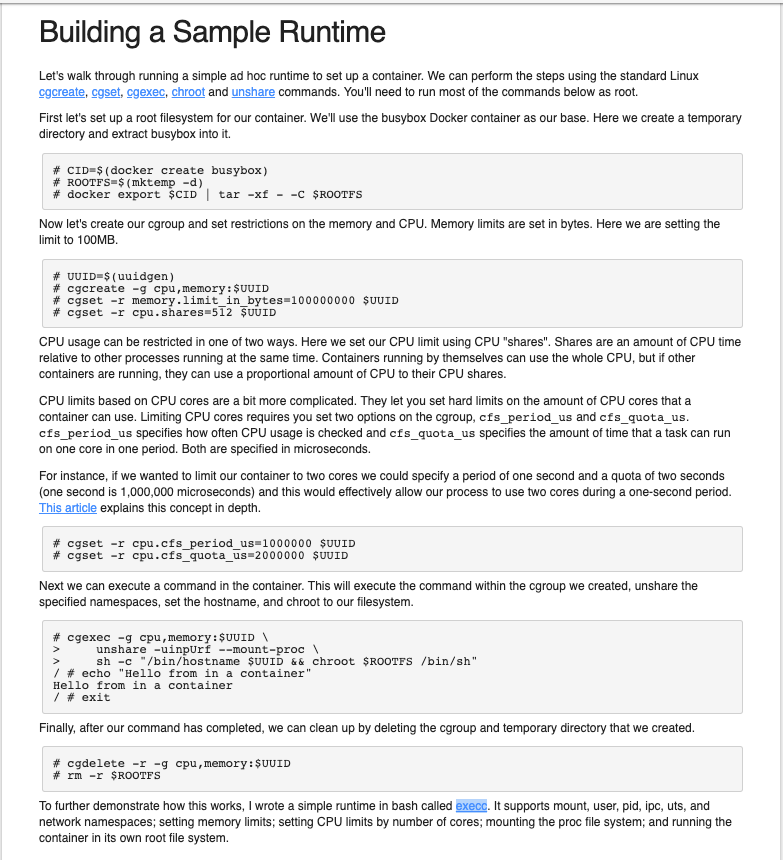 Building a Sample Runtime
Let's walk through running a simple ad hoc runtime to set up a container. We can perform the steps using the standard Linux
cgcreate, cgset, cgexec, chroot and unshare commands. You'll need to run most of the commands below as root.
First let's set up a root filesystem for our container. We'll use the busybox Docker container as our base. Here we create a temporary
directory and extract busybox into it.
# CID=$(docker create busybox)
# ROOTFS=$(mktemp -d)
# docker export $CID | tar -xf - -C $ROOTFS
Now let's create our cgroup and set restrictions on the memory and CPU. Memory limits are set in bytes. Here we are setting the
limit to 100MB.
# UUID=$(uuidgen)
# cgcreate -g cpu,memory:$UUID
# cgset -r memory.limit_in_bytes=100000000 $UUID
# cgset -r cpu.shares=512 $UUID
CPU usage can be restricted in one of two ways. Here we set our CPU limit using CPU "shares". Shares are an amount of CPU time
relative to other processes running at the same time. Containers running by themselves can use the whole CPU, but if other
containers are running, they can use a proportional amount of CPU to their CPU shares.
CPU limits based on CPU cores are a bit more complicated. They let you set hard limits on the amount of CPU cores that a
container can use. Limiting CPU cores requires you set two options on the cgroup, cfs_period_us and cfs_quota_us.
cfs_period_us specifies how often CPU usage is checked and cfs_quota_us specifies the amount of time that a task can run
on one core in one period. Both are specified in microseconds.
For instance, if we wanted to limit our container to two cores we could specify a period of one second and a quota of two seconds
(one second is 1,000,000 microseconds) and this would effectively allow our process to use two cores during a one-second period.
This article explains this concept in depth.
# cgset -r cpu.cfs_period_us=1000000 $UUID
# cgset -r cpu.cfs_quota_us=2000000 $UUID
Next we can execute a command in the container. This will execute the command within the cgroup we created, unshare the
specified namespaces, set the hostname, and chroot to our filesystem.
# cgexec -g cpu,memory:$UUID \
>     unshare -uinpUrf --mount-proc \
>     sh -c "/bin/hostname $UUID && chroot $ROOTFS /bin/sh"
/ # echo "Hello from in a container"
Hello from in a container
/ # exit
Finally, after our command has completed, we can clean up by deleting the cgroup and temporary directory that we created.
# cgdelete -r -g cpu,memory:$UUID
# rm -r $ROOTFS
To further demonstrate how this works, I wrote a simple runtime in bash called execc. It supports mount, user, pid, ipc, uts, and
network namespaces; setting memory limits; setting CPU limits by number of cores; mounting the proc file system; and running the
container in its own root file system.